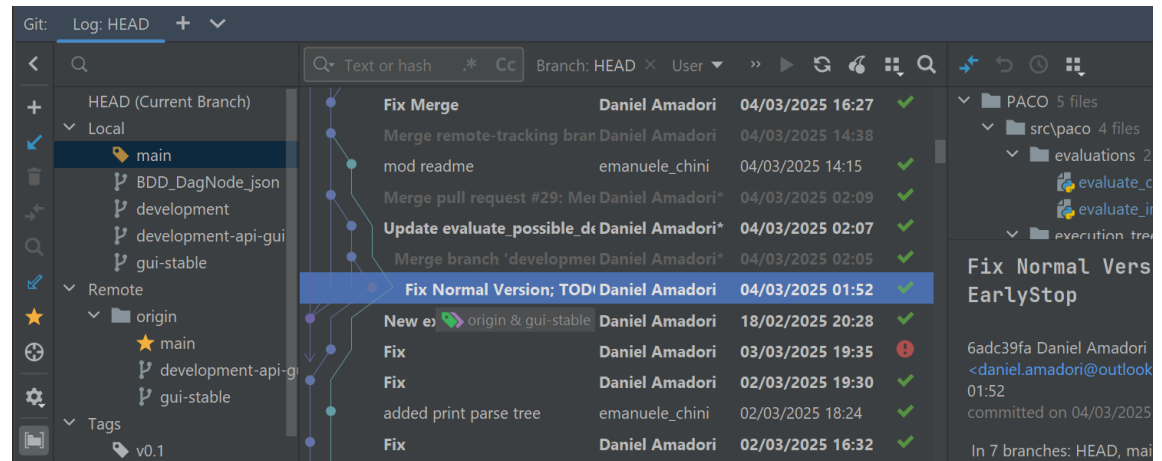 Git: Log: HEAD
Text or hash .* Cc Branch: HEAD × User »
HEAD (Current Branch)
Local
main
BDD_DagNode_json
development
development-api-gui
gui-stable
Remote
origin
main
development-api-g
gui-stable
Tags
v0.1
Fix Merge Daniel Amadori 04/03/2025 16:27
Merge remote-tracking bran Daniel Amadori 04/03/2025 14:38
mod readme emanuele_chini 04/03/2025 14:15
Merge pull request #29: Mer Daniel Amadori* 04/03/2025 02:09
Update evaluate_possible_de Daniel Amadori* 04/03/2025 02:07
Merge branch 'developme Daniel Amadori* 04/03/2025 02:05
Fix Normal Version; TOD Daniel Amadori 04/03/2025 01:52
New ex origin & gui-stable Daniel Amadori 18/02/2025 20:28
Fix Daniel Amadori 03/03/2025 19:35
Fix Daniel Amadori 02/03/2025 19:30
added print parse tree emanuele_chini 02/03/2025 18:24
Fix Daniel Amadori 02/03/2025 16:32
PACO 5 files
src\paco 4 files
evaluations 2
evaluate_c
evaluate_in
execution_tree
Fix Normal Vers
EarlyStop
6adc39fa Daniel Amadori
<daniel.amadori@outlook
01:52
committed on 04/03/2025
In 7 branches: HEAD, mai